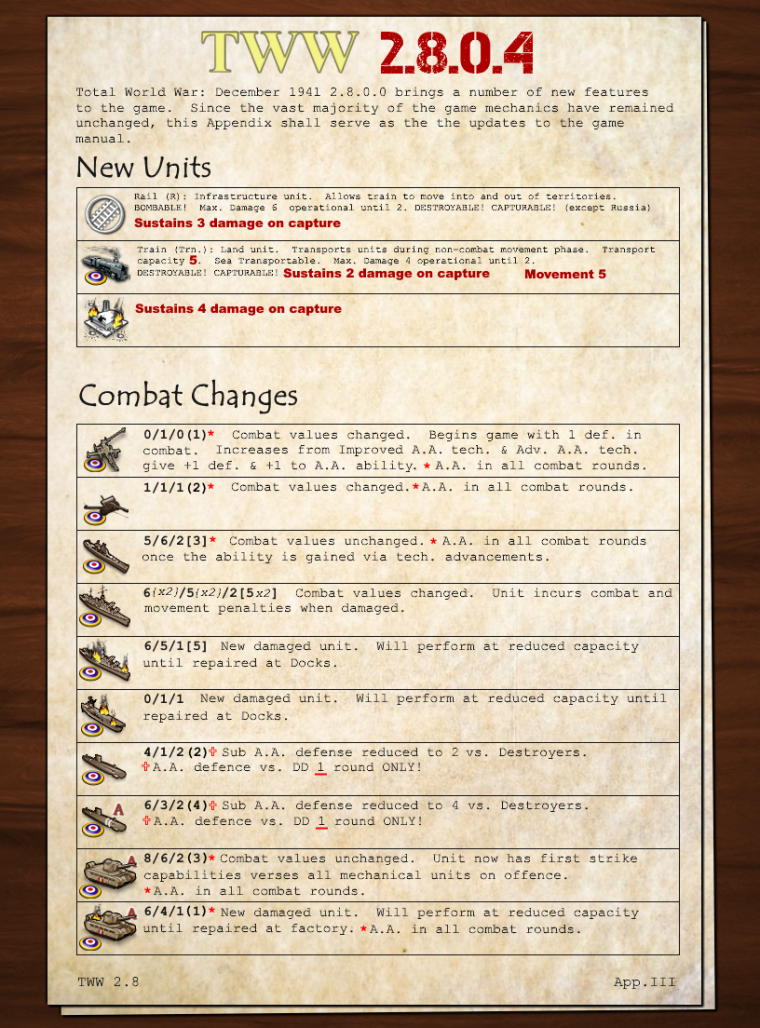 TWW 2.8.0.4
Total World War: December 1941 2.8.0.0 brings a number of new features
to the game. Since the vast majority of the game mechanics have remained
unchanged, this Appendix shall serve as the the updates to the game
manual.
New Units
Rail (R): Infrastructure unit. Allows train to move into and out of territories.
BOMBABLE! Max. Damage 6 operational until 2. DESTROYABLE! CAPTURABLE! (except Russia)
Sustains 3 damage on capture
Train (Trn.): Land unit. Transports units during non-combat movement phase. Transport
capacity 5. Sea Transportable. Max. Damage 4 operational until 2.
DESTROYABLE! CAPTURABLE! Sustains 2 damage on capture Movement 5
Sustains 4 damage on capture
Combat Changes
0/1/0(1)* Combat values changed. Begins game with 1 def. in
combat. Increases from Improved A.A. tech. & Adv. A.A. tech.
give +1 def. & +1 to A.A. ability. * A.A. in all combat rounds.
1/1/1(2)* Combat values changed.*A.A. in all combat rounds.
5/6/2[3]* Combat values unchanged. * A.A. in all combat rounds
once the ability is gained via tech. advancements.
6(x2)/5(x2)/2[5x2] Combat values changed. Unit incurs combat and
movement penalties when damaged.
6/5/1[5] New damaged unit. Will perform at reduced capacity
until repaired at Docks.
0/1/1 New damaged unit. Will perform at reduced capacity until
repaired at Docks.
4/1/2(2)✞ Sub A.A. defense reduced to 2 vs. Destroyers.
✞A.A. defence vs. DD 1 round ONLY!
A 6/3/2(4)✞ Sub A.A. defense reduced to 4 vs. Destroyers.
✞A.A. defence vs. DD 1 round ONLY!
A 8/6/2(3)* Combat values unchanged. Unit now has first strike
capabilities verses all mechanical units on offence.
*A.A. in all combat rounds.
A 6/4/1(1)* New damaged unit. Will perform at reduced capacity
until repaired at factory. *A.A. in all combat rounds.
TWW 2.8 App.III